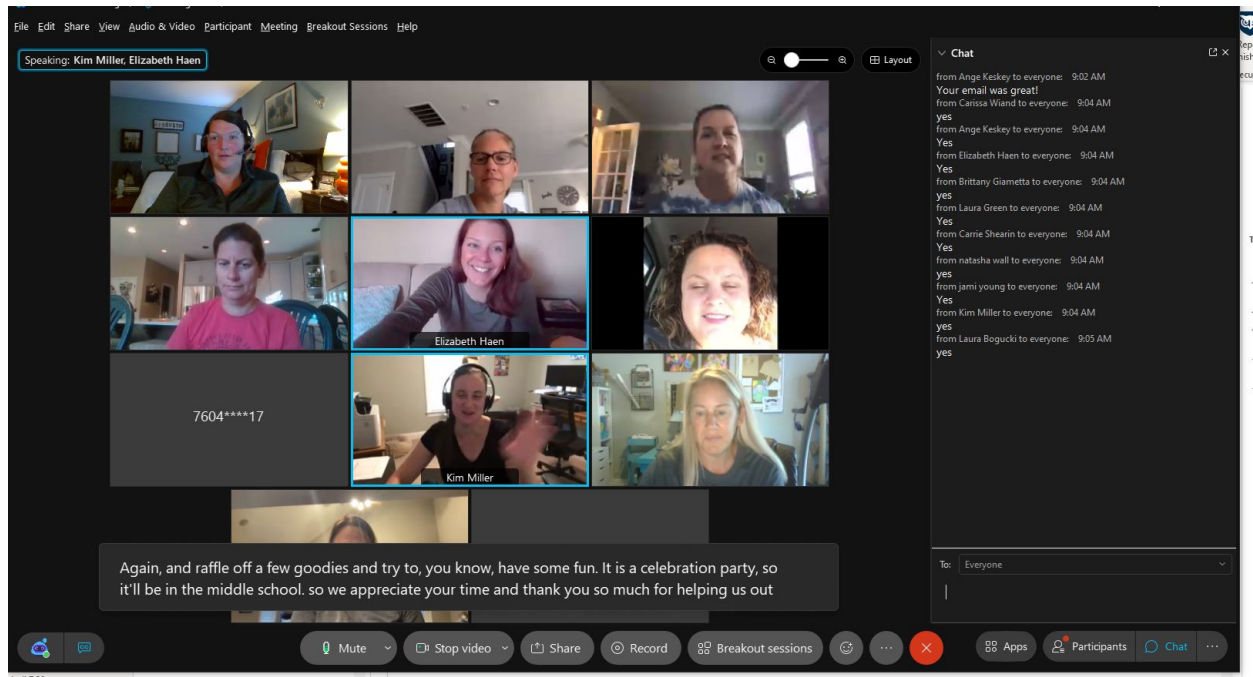 File Edit Share View Audio & Video Participant Meeting Breakout Sessions Help
Speaking: Kim Miller, Elizabeth Haen
Layout
Elizabeth Haen
7604****17
Kim Miller
Again, and raffle off a few goodies and try to, you know, have some fun. It is a celebration party, so
it'll be in the middle school. so we appreciate your time and thank you so much for helping us out
Chat
from Ange Keskey to everyone: 9:02 AM
Your email was great!
from Carissa Wiand to everyone: 9:04 AM
yes
from Ange Keskey to everyone: 9:04 AM
Yes
from Elizabeth Haen to everyone: 9:04 AM
Yes
from Brittany Giametta to everyone: 9:04 AM
yes
from Laura Green to everyone: 9:04 AM
Yes
from Carrie Shearin to everyone: 9:04 AM
Yes
from natasha wall to everyone: 9:04 AM
yes
from jami young to everyone: 9:04 AM
Yes
from Kim Miller to everyone: 9:04 AM
yes
from Laura Bogucki to everyone: 9:05 AM
yes
To: Everyone
Mute Stop video Share Record Breakout sessions Apps Participants Chat